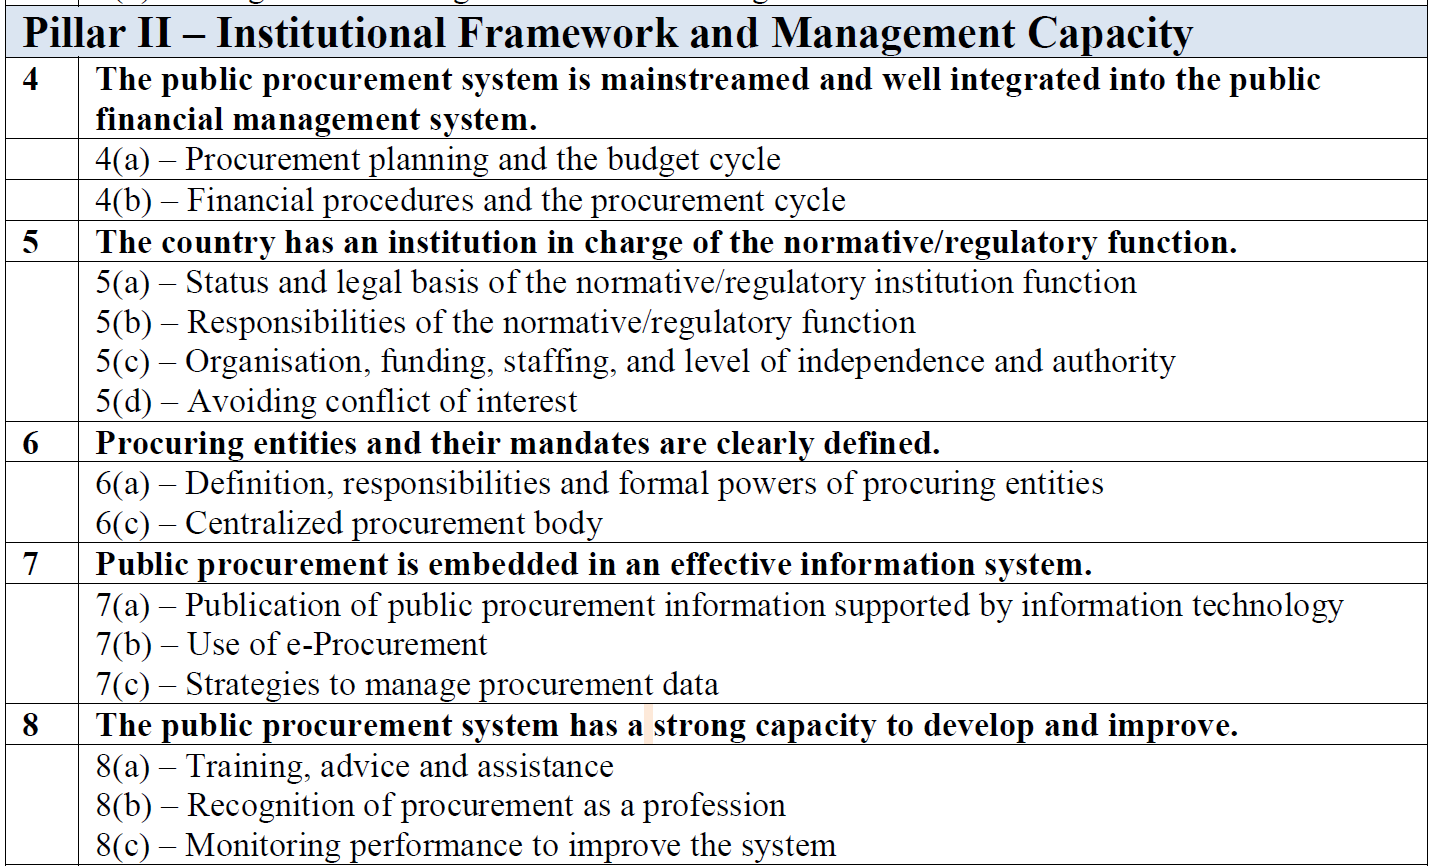 Pillar II – Institutional Framework and Management Capacity
4 The public procurement system is mainstreamed and well integrated into the public
financial management system.
4(a) – Procurement planning and the budget cycle
4(b) – Financial procedures and the procurement cycle
5 The country has an institution in charge of the normative/regulatory function.
5(a) – Status and legal basis of the normative/regulatory institution function
5(b) – Responsibilities of the normative/regulatory function
5(c) – Organisation, funding, staffing, and level of independence and authority
5(d) – Avoiding conflict of interest
6 Procuring entities and their mandates are clearly defined.
6(a) – Definition, responsibilities and formal powers of procuring entities
6(c) – Centralized procurement body
7 Public procurement is embedded in an effective information system.
7(a) – Publication of public procurement information supported by information technology
7(b) – Use of e-Procurement
7(c) – Strategies to manage procurement data
8 The public procurement system has a strong capacity to develop and improve.
8(a) – Training, advice and assistance
8(b) – Recognition of procurement as a profession
8(c) – Monitoring performance to improve the system